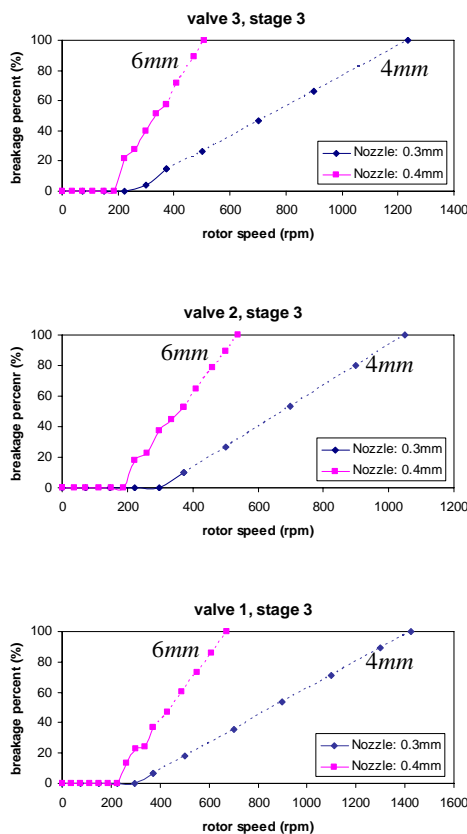 valve 3, stage 3
breakage percent (%)
100
80
60
40
20
0
6mm
4mm
Nozzle: 0.3mm
Nozzle: 0.4mm
0 200 400 600 800 1000 1200 1400
rotor speed (rpm)
valve 2, stage 3
breakage percenr (%)
100
80
60
40
20
0
6mm
4mm
Nozzle: 0.3mm
Nozzle: 0.4mm
0 200 400 600 800 1000 1200
rotor speed (rpm)
valve 1, stage 3
breakage percent (%)
100
80
60
40
20
0
6mm
4mm
Nozzle: 0.3mm
Nozzle: 0.4mm
0 200 400 600 800 1000 1200 1400 1600
rotor speed (rpm)